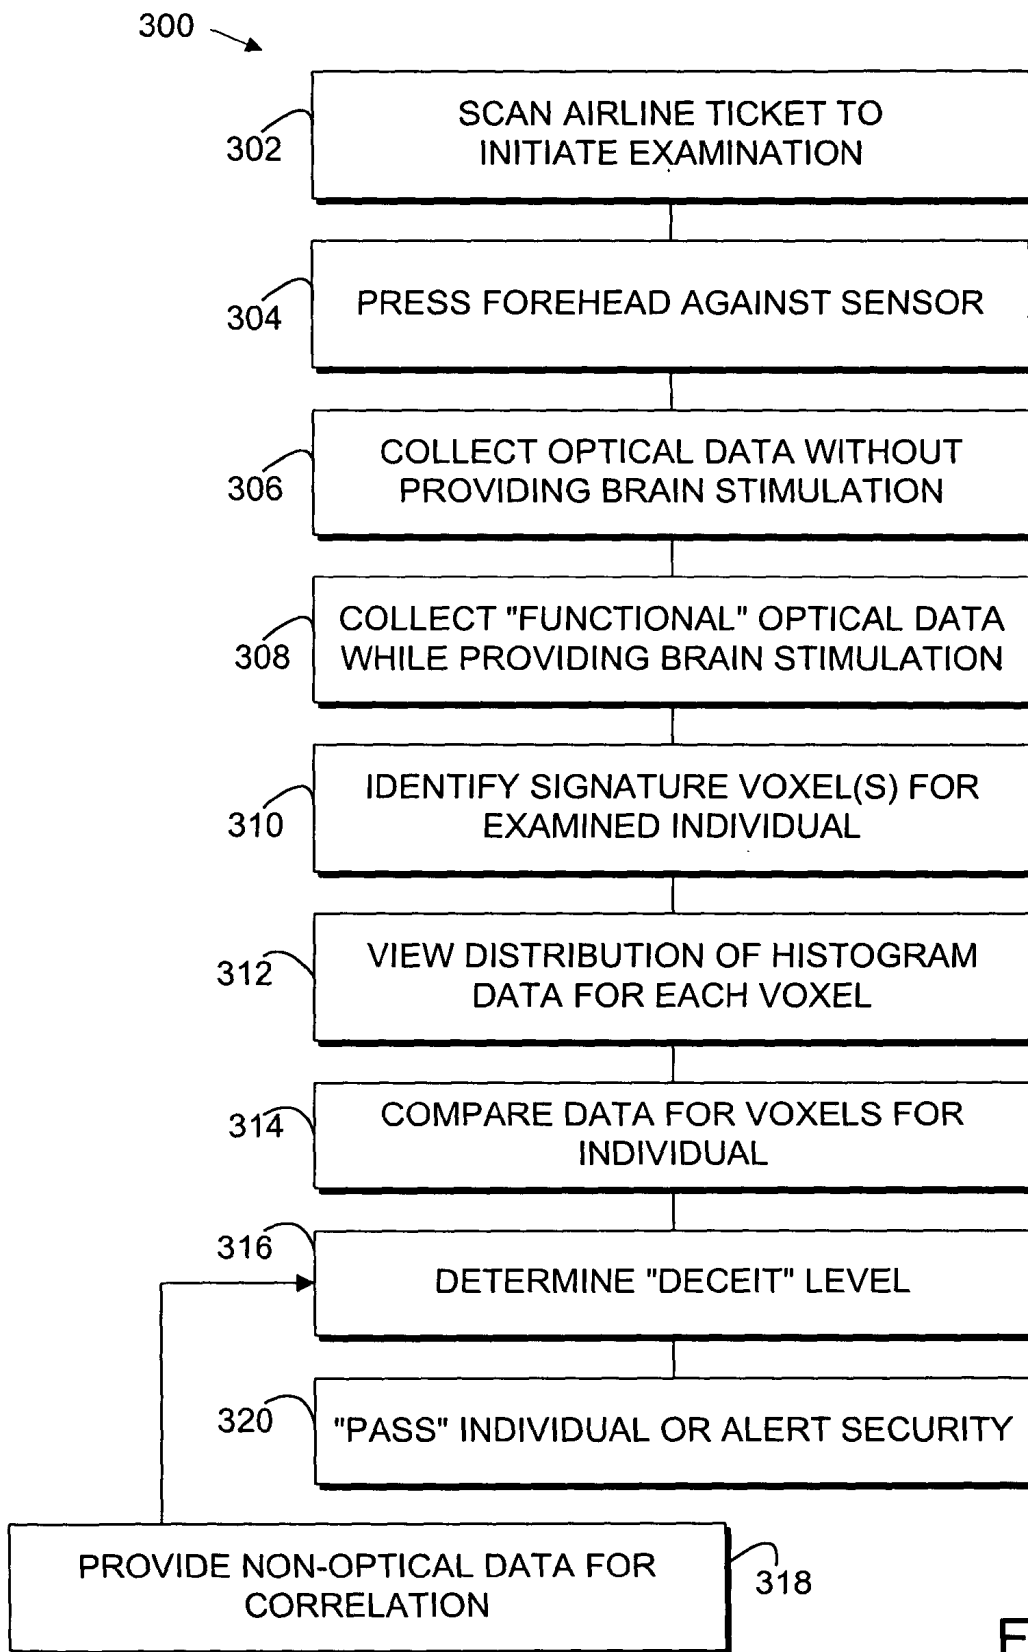 300
SCAN AIRLINE TICKET TO
INITIATE EXAMINATION
302
PRESS FOREHEAD AGAINST SENSOR
304
COLLECT OPTICAL DATA WITHOUT
PROVIDING BRAIN STIMULATION
306
COLLECT "FUNCTIONAL" OPTICAL DATA
WHILE PROVIDING BRAIN STIMULATION
308
IDENTIFY SIGNATURE VOXEL(S) FOR
EXAMINED INDIVIDUAL
310
VIEW DISTRIBUTION OF HISTOGRAM
DATA FOR EACH VOXEL
312
COMPARE DATA FOR VOXELS FOR
INDIVIDUAL
314
316
DETERMINE "DECEIT" LEVEL
320
"PASS" INDIVIDUAL OR ALERT SECURITY
PROVIDE NON-OPTICAL DATA FOR
CORRELATION
318